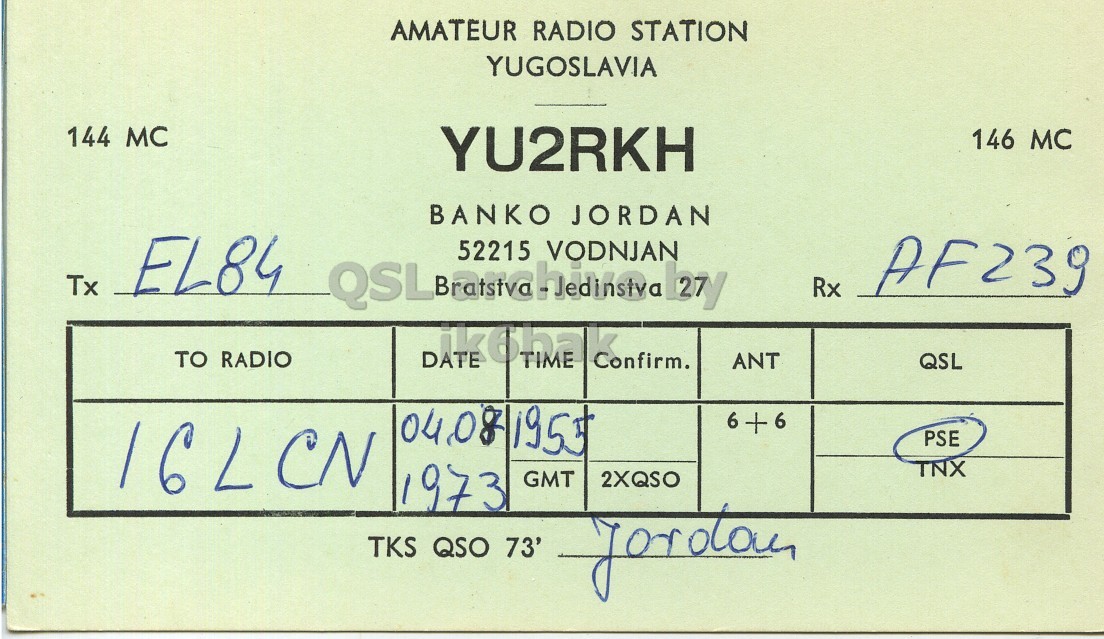 AMATEUR RADIO STATION
YUGOSLAVIA
144 MC YU2RKH 146 MC
BANKO JORDAN
52215 VODNJAN
Tx EL84 Bratstva - Jedinstva 27 Rx AF239
QSL archive by
ik6bak
TO RADIO DATE TIME Confirm. ANT QSL
I6LCN 04.08 1955 6+6 PSE
1973 GMT 2XQSO TNX
TKS QSO 73' Jordan